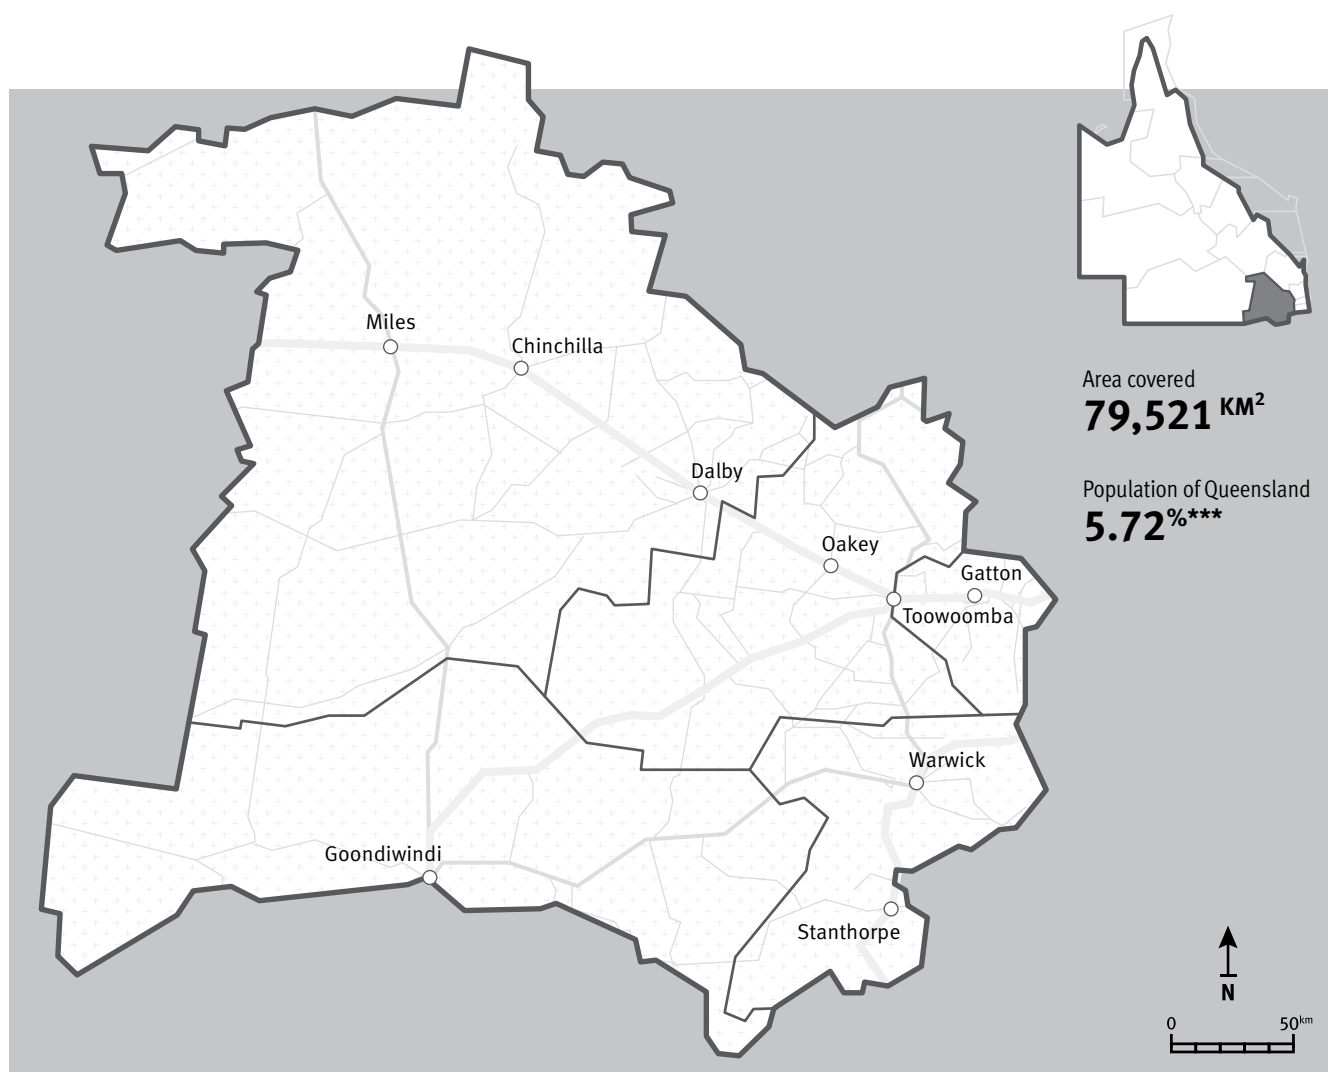 Miles
Chinchilla
Dalby
Oakey
Gatton
Toowoomba
Warwick
Goondiwindi
Stanthorpe
Area covered
79,521 KM²
Population of Queensland
5.72%***
N
0 50km